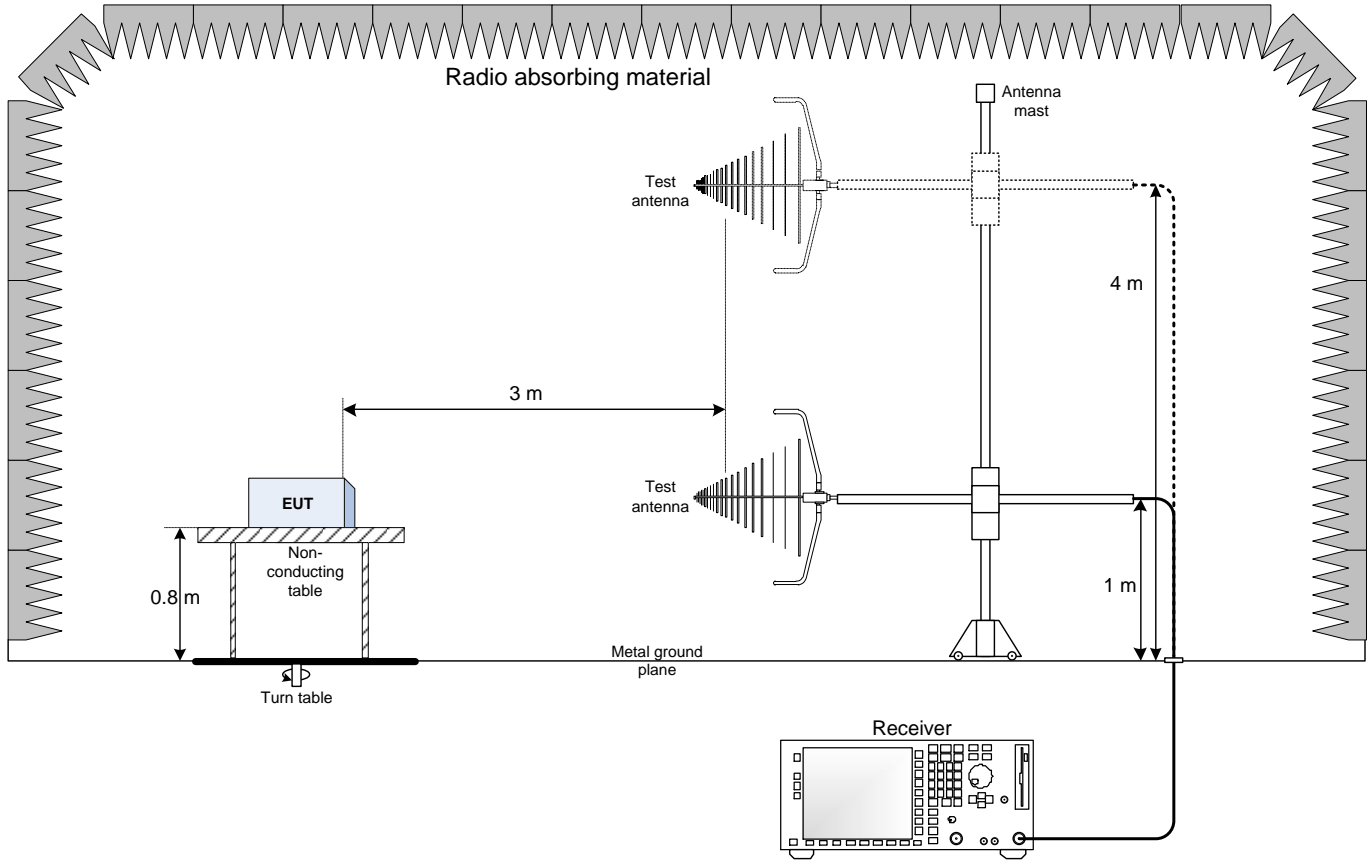 Radio absorbing material
Antenna
mast
Test
antenna
4 m
3 m
Test
antenna
EUT
Non-
conducting
table
0.8 m
1 m
Metal ground
plane
Turn table
Receiver